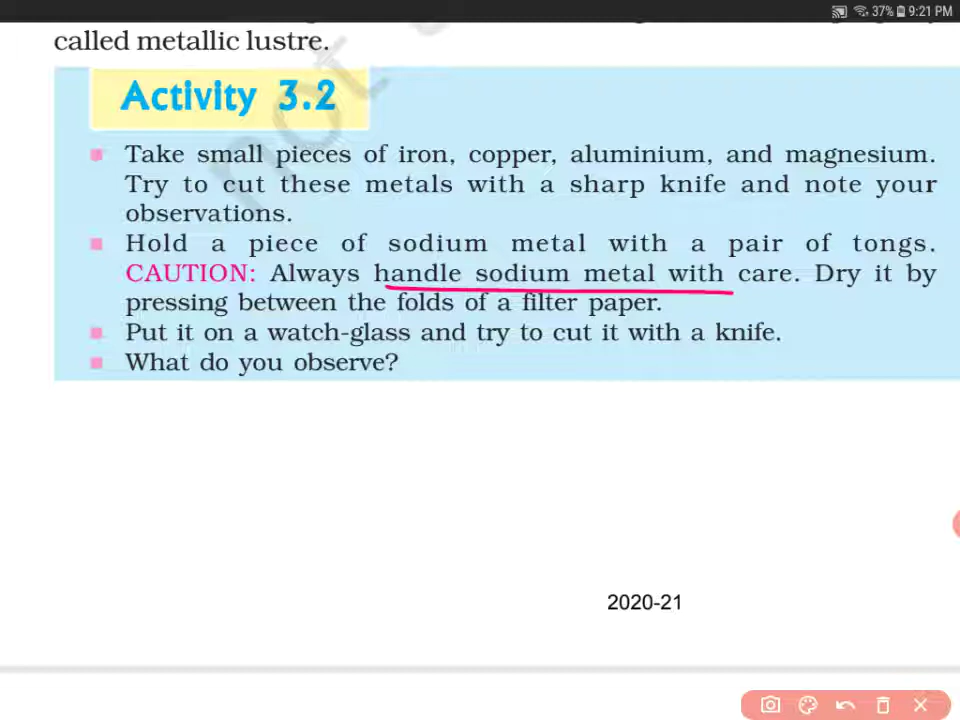 37% 9:21 PM
called metallic lustre.
Activity 3.2
Take small pieces of iron, copper, aluminium, and magnesium.
Try to cut these metals with a sharp knife and note your
observations.
Hold a piece of sodium metal with a pair of tongs.
CAUTION: Always handle sodium metal with care. Dry it by
pressing between the folds of a filter paper.
Put it on a watch-glass and try to cut it with a knife.
What do you observe?
not
2020-21